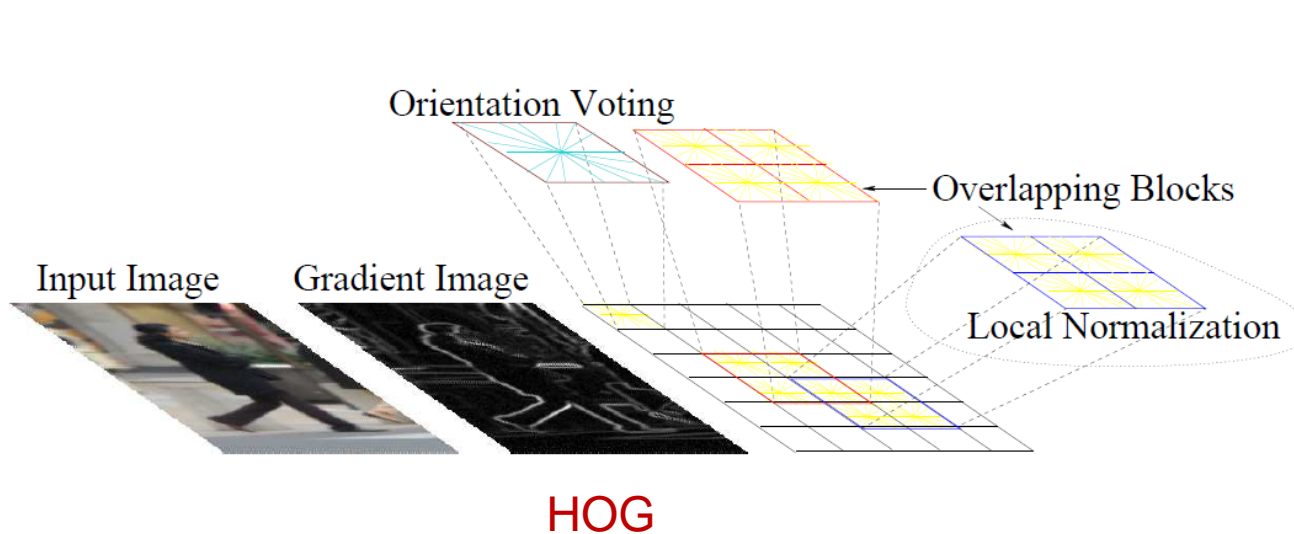 Orientation Voting
Overlapping Blocks
Input Image
Gradient Image
Local Normalization
HOG